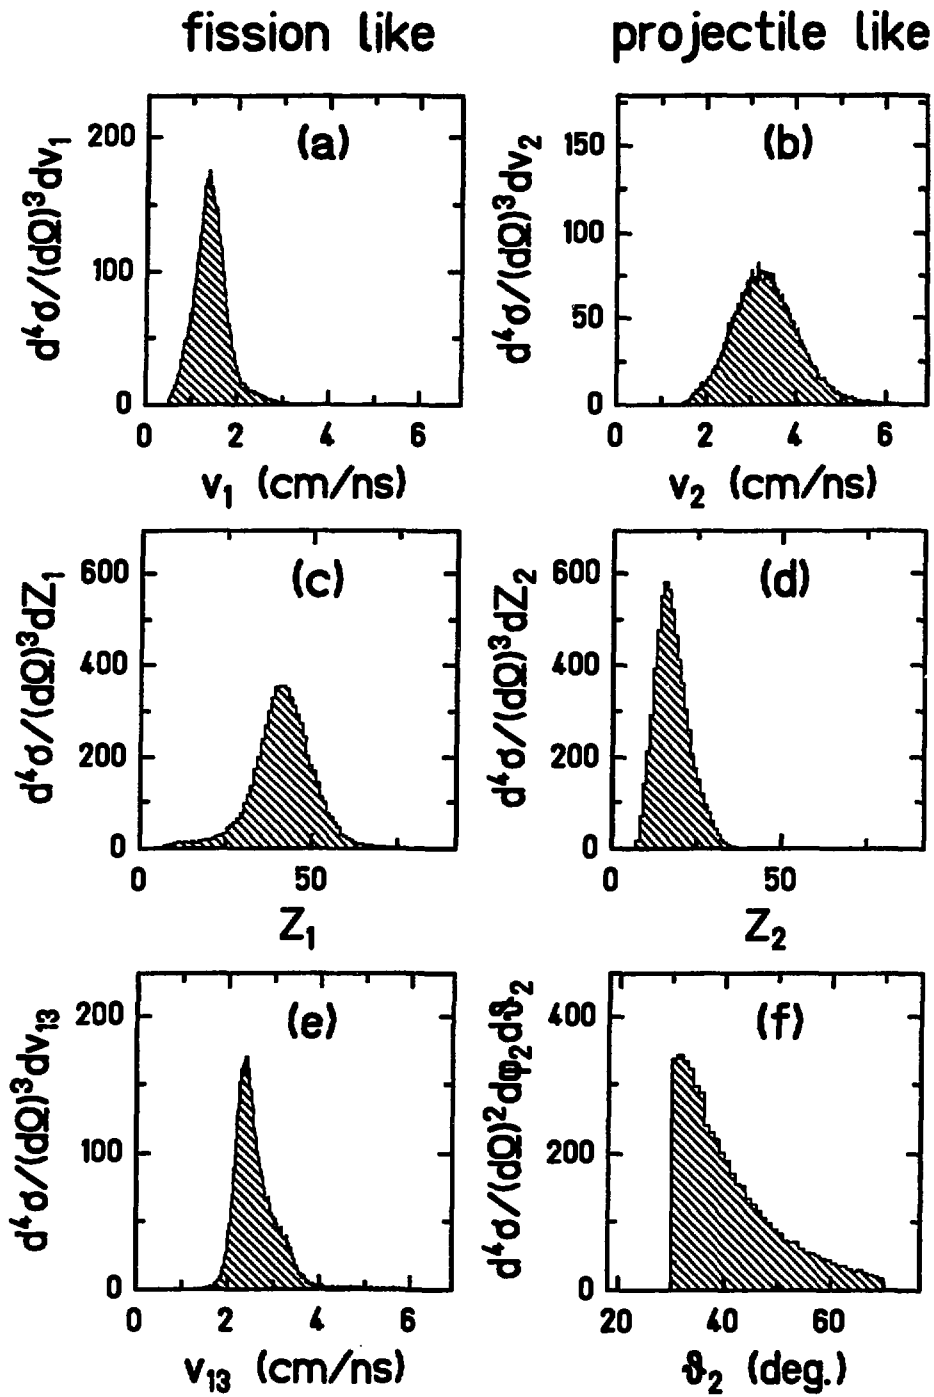 fission like
projectile like
(a)
d⁴σ/(dΩ)³dv₁
200
100
0
0 2 4 6
v₁ (cm/ns)
(b)
d⁴σ/(dΩ)³dv₂
150
100
50
0
0 2 4 6
v₂ (cm/ns)
(c)
d⁴σ/(dΩ)³dZ₁
600
400
200
0
0 50
Z₁
(d)
d⁴σ/(dΩ)³dZ₂
600
400
200
0
0 50
Z₂
(e)
d⁴σ/(dΩ)³dv₁₃
200
100
0
0 2 4 6
v₁₃ (cm/ns)
(f)
d⁴σ/(dΩ)²dφ₂dϑ₂
400
200
0
20 40 60
ϑ₂ (deg.)